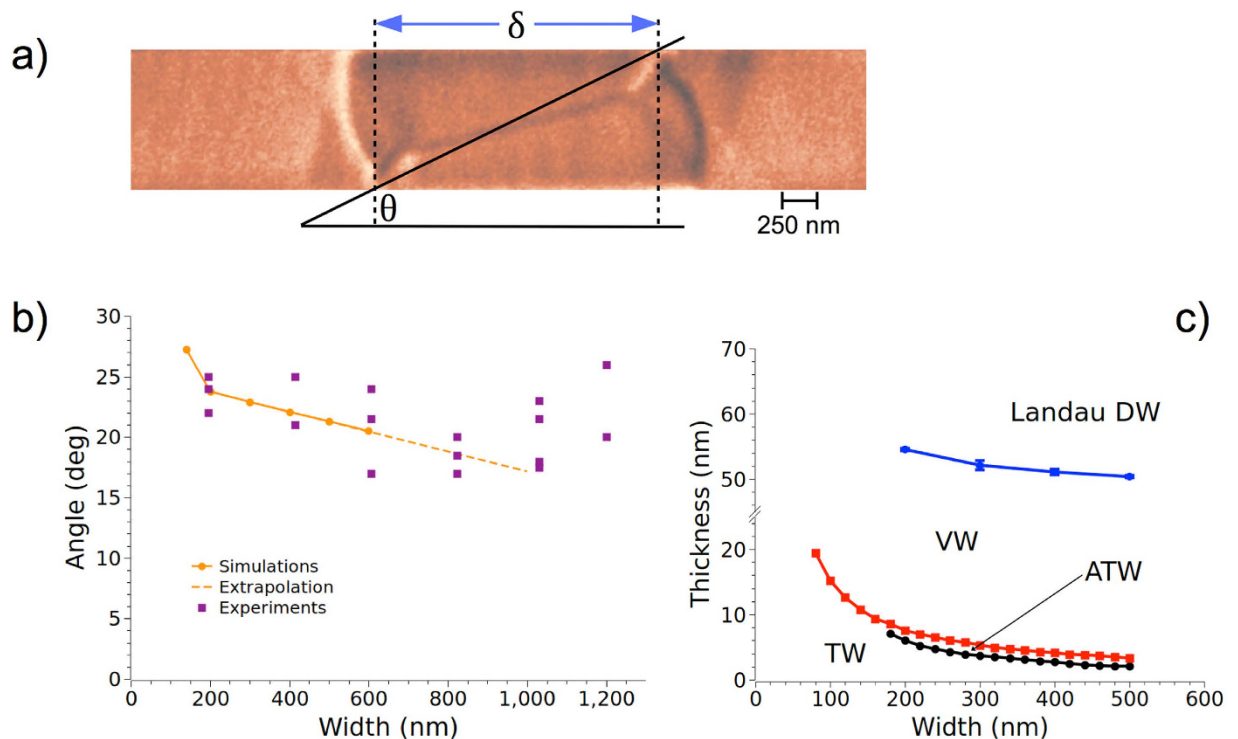 a)
δ
θ
250 nm
b)
30
25
20
15
10
5
0
0 200 400 600 800 1,000 1,200
Angle (deg)
Width (nm)
Simulations
Extrapolation
Experiments
c)
70
60
50
20
10
0
0 100 200 300 400 500 600
Thickness (nm)
Width (nm)
Landau DW
VW
ATW
TW